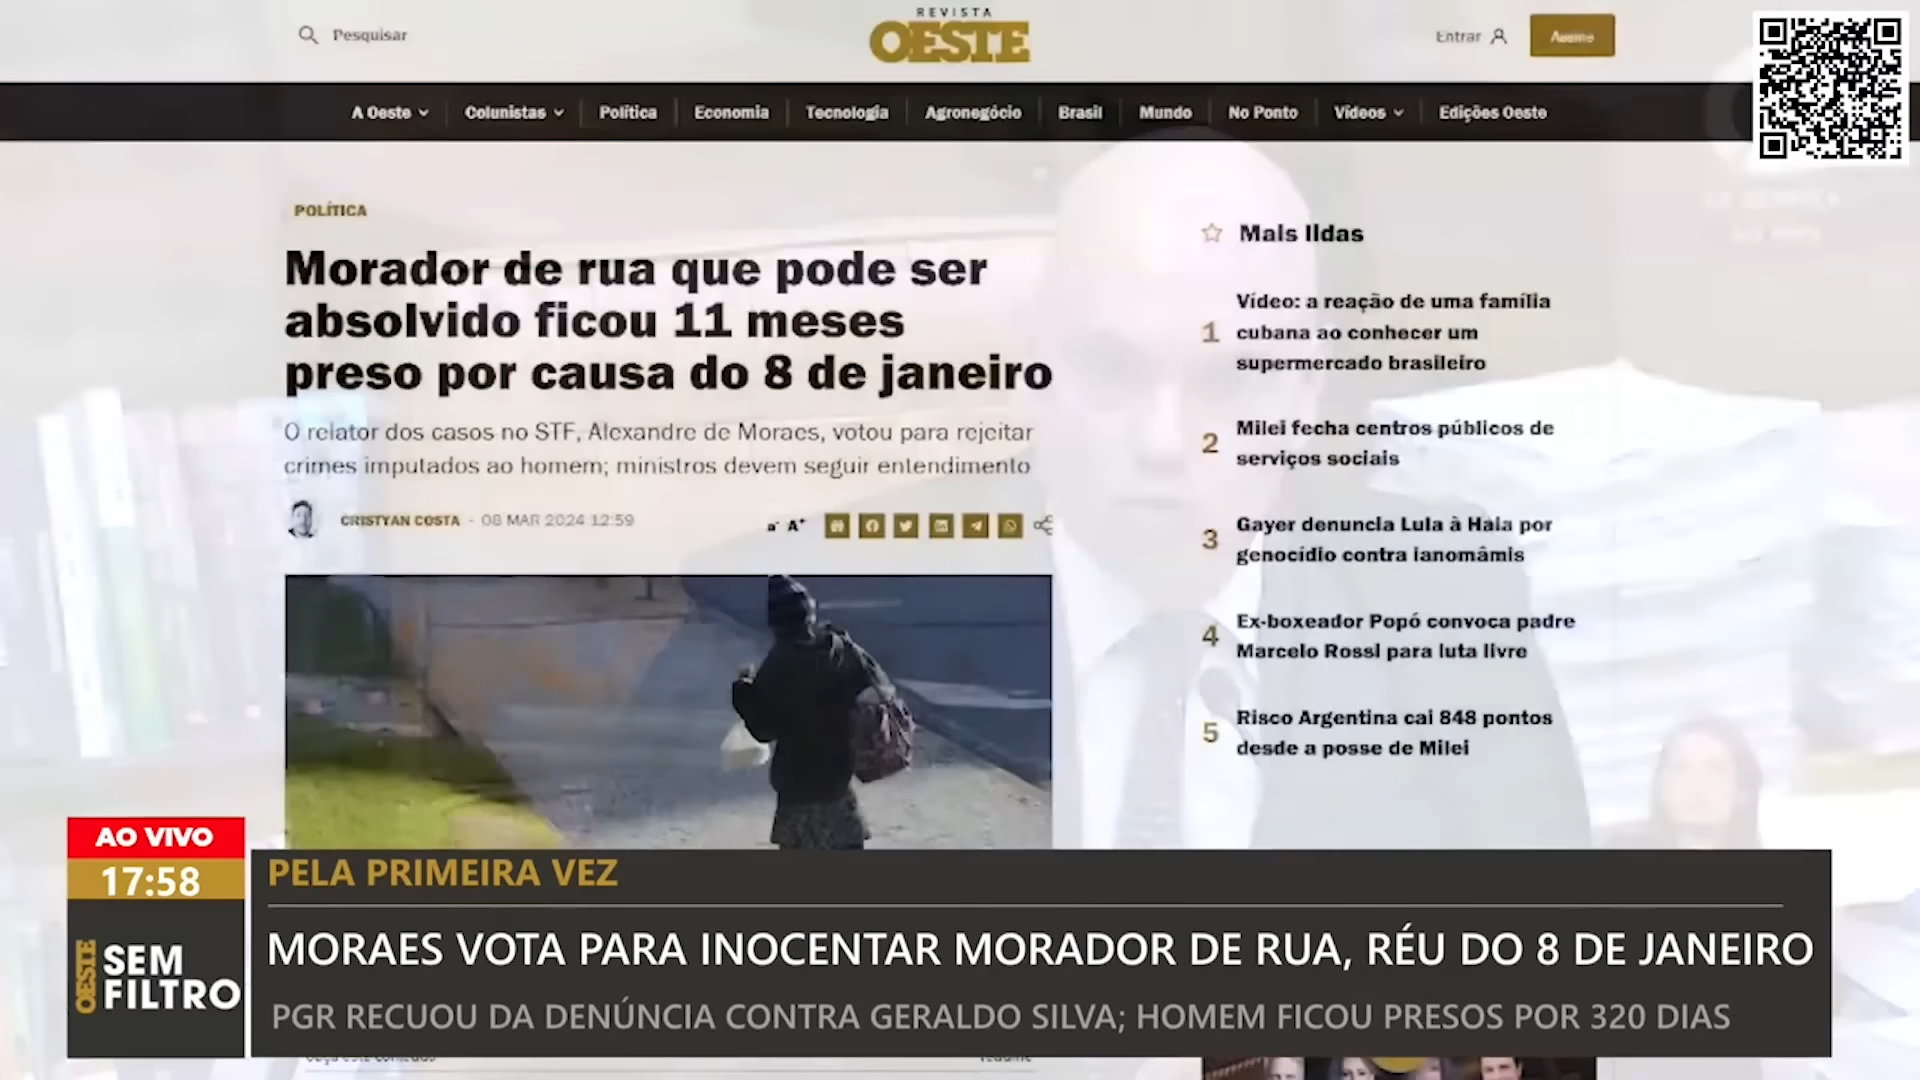 Pesquisar
REVISTA
OESTE
Entrar
Assine
A Oeste
Colunistas
Política
Economia
Tecnologia
Agronegócio
Brasil
Mundo
No Ponto
Vídeos
Edições Oeste
POLÍTICA
Morador de rua que pode ser
absolvido ficou 11 meses
preso por causa do 8 de janeiro
O relator dos casos no STF, Alexandre de Moraes, votou para rejeitar
crimes imputados ao homem; ministros devem seguir entendimento
CRISTYAN COSTA - 08 MAR 2024 12:59
a- A+
Mais lidas
1
Vídeo: a reação de uma família
cubana ao conhecer um
supermercado brasileiro
2
Milei fecha centros públicos de
serviços sociais
3
Gayer denuncia Lula à Haia por
genocídio contra ianomâmis
4
Ex-boxeador Popó convoca padre
Marcelo Rossi para luta livre
5
Risco Argentina cai 848 pontos
desde a posse de Milei
AO VIVO
17:58
OESTE
SEM
FILTRO
PELA PRIMEIRA VEZ
MORAES VOTA PARA INOCENTAR MORADOR DE RUA, RÉU DO 8 DE JANEIRO
PGR RECUOU DA DENÚNCIA CONTRA GERALDO SILVA; HOMEM FICOU PRESOS POR 320 DIAS